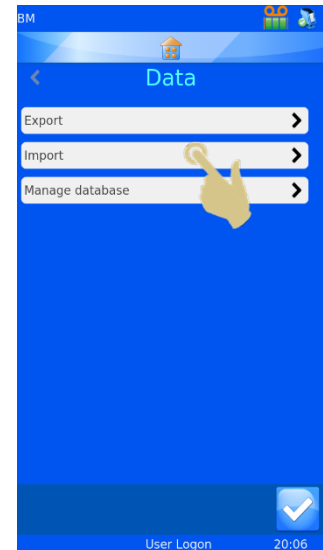 BM
Data
Export
Import
Manage database
User Logon 20:06